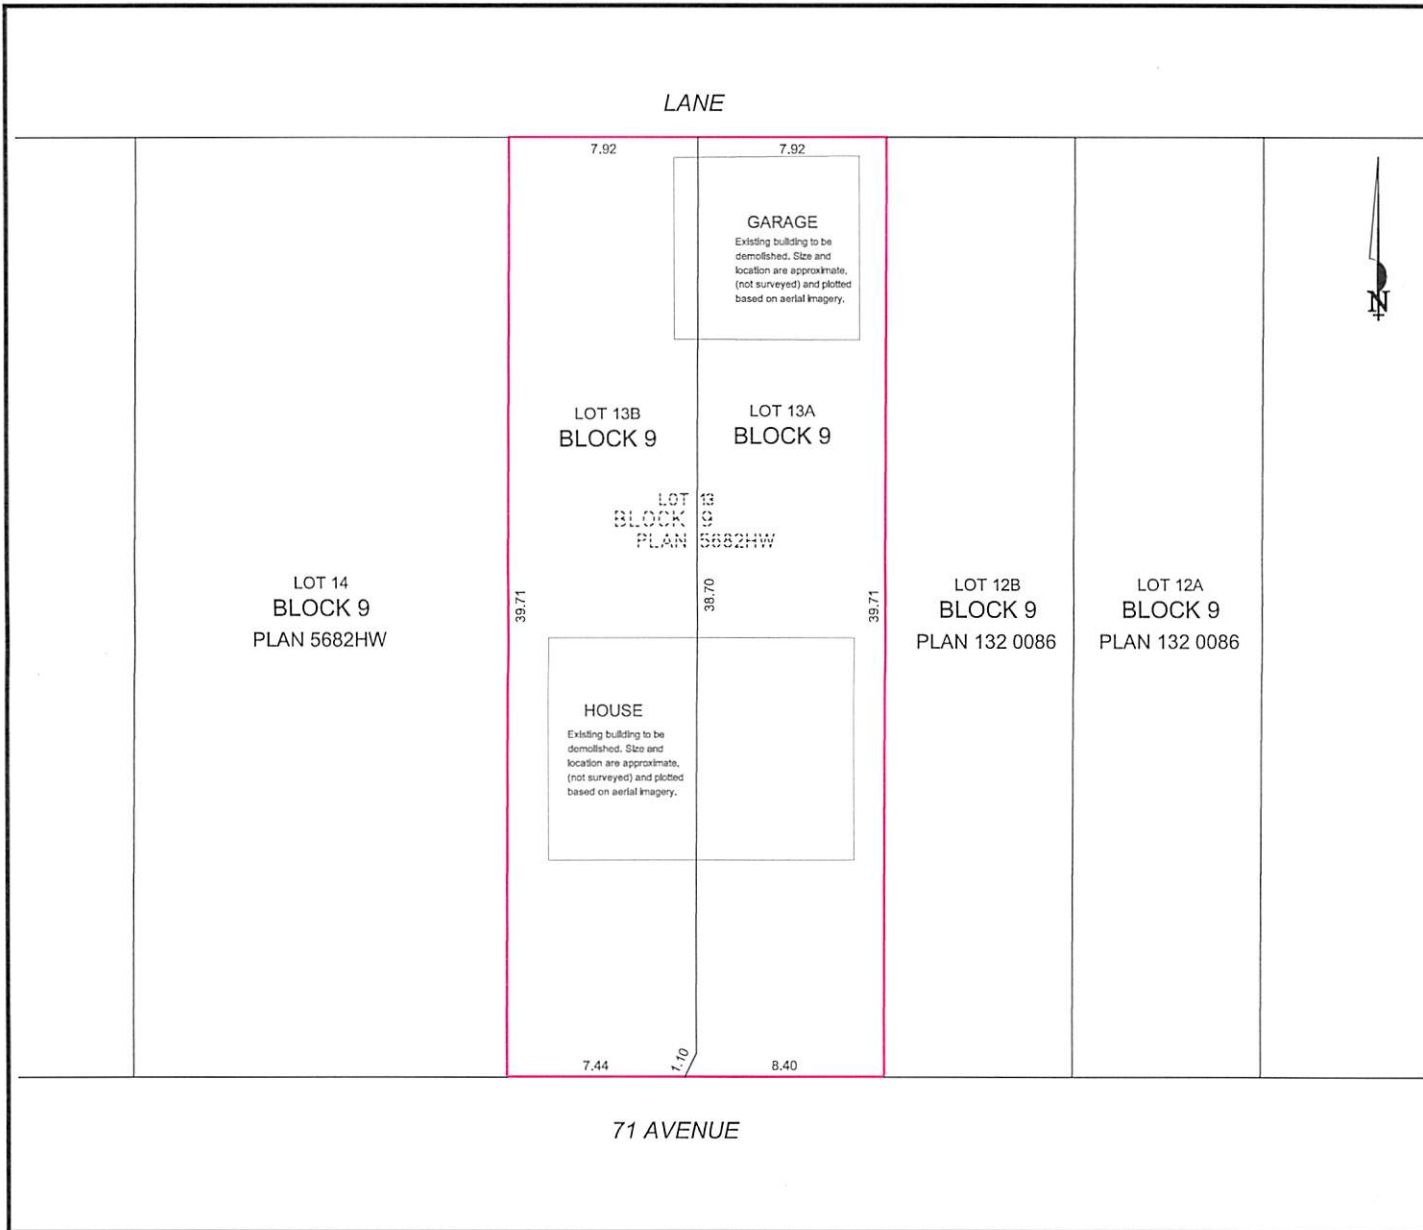 LANE
7.92
7.92
GARAGE
Existing building to be
demolished. Size and
location are approximate,
(not surveyed) and plotted
based on aerial imagery.
N
LOT 13B
BLOCK 9
LOT 13A
BLOCK 9
LOT 13
BLOCK 9
PLAN 5682HW
LOT 14
BLOCK 9
PLAN 5682HW
39.71
38.70
39.71
LOT 12B
BLOCK 9
PLAN 132 0086
LOT 12A
BLOCK 9
PLAN 132 0086
HOUSE
Existing building to be
demolished. Size and
location are approximate,
(not surveyed) and plotted
based on aerial imagery.
7.44
1.10
8.40
71 AVENUE